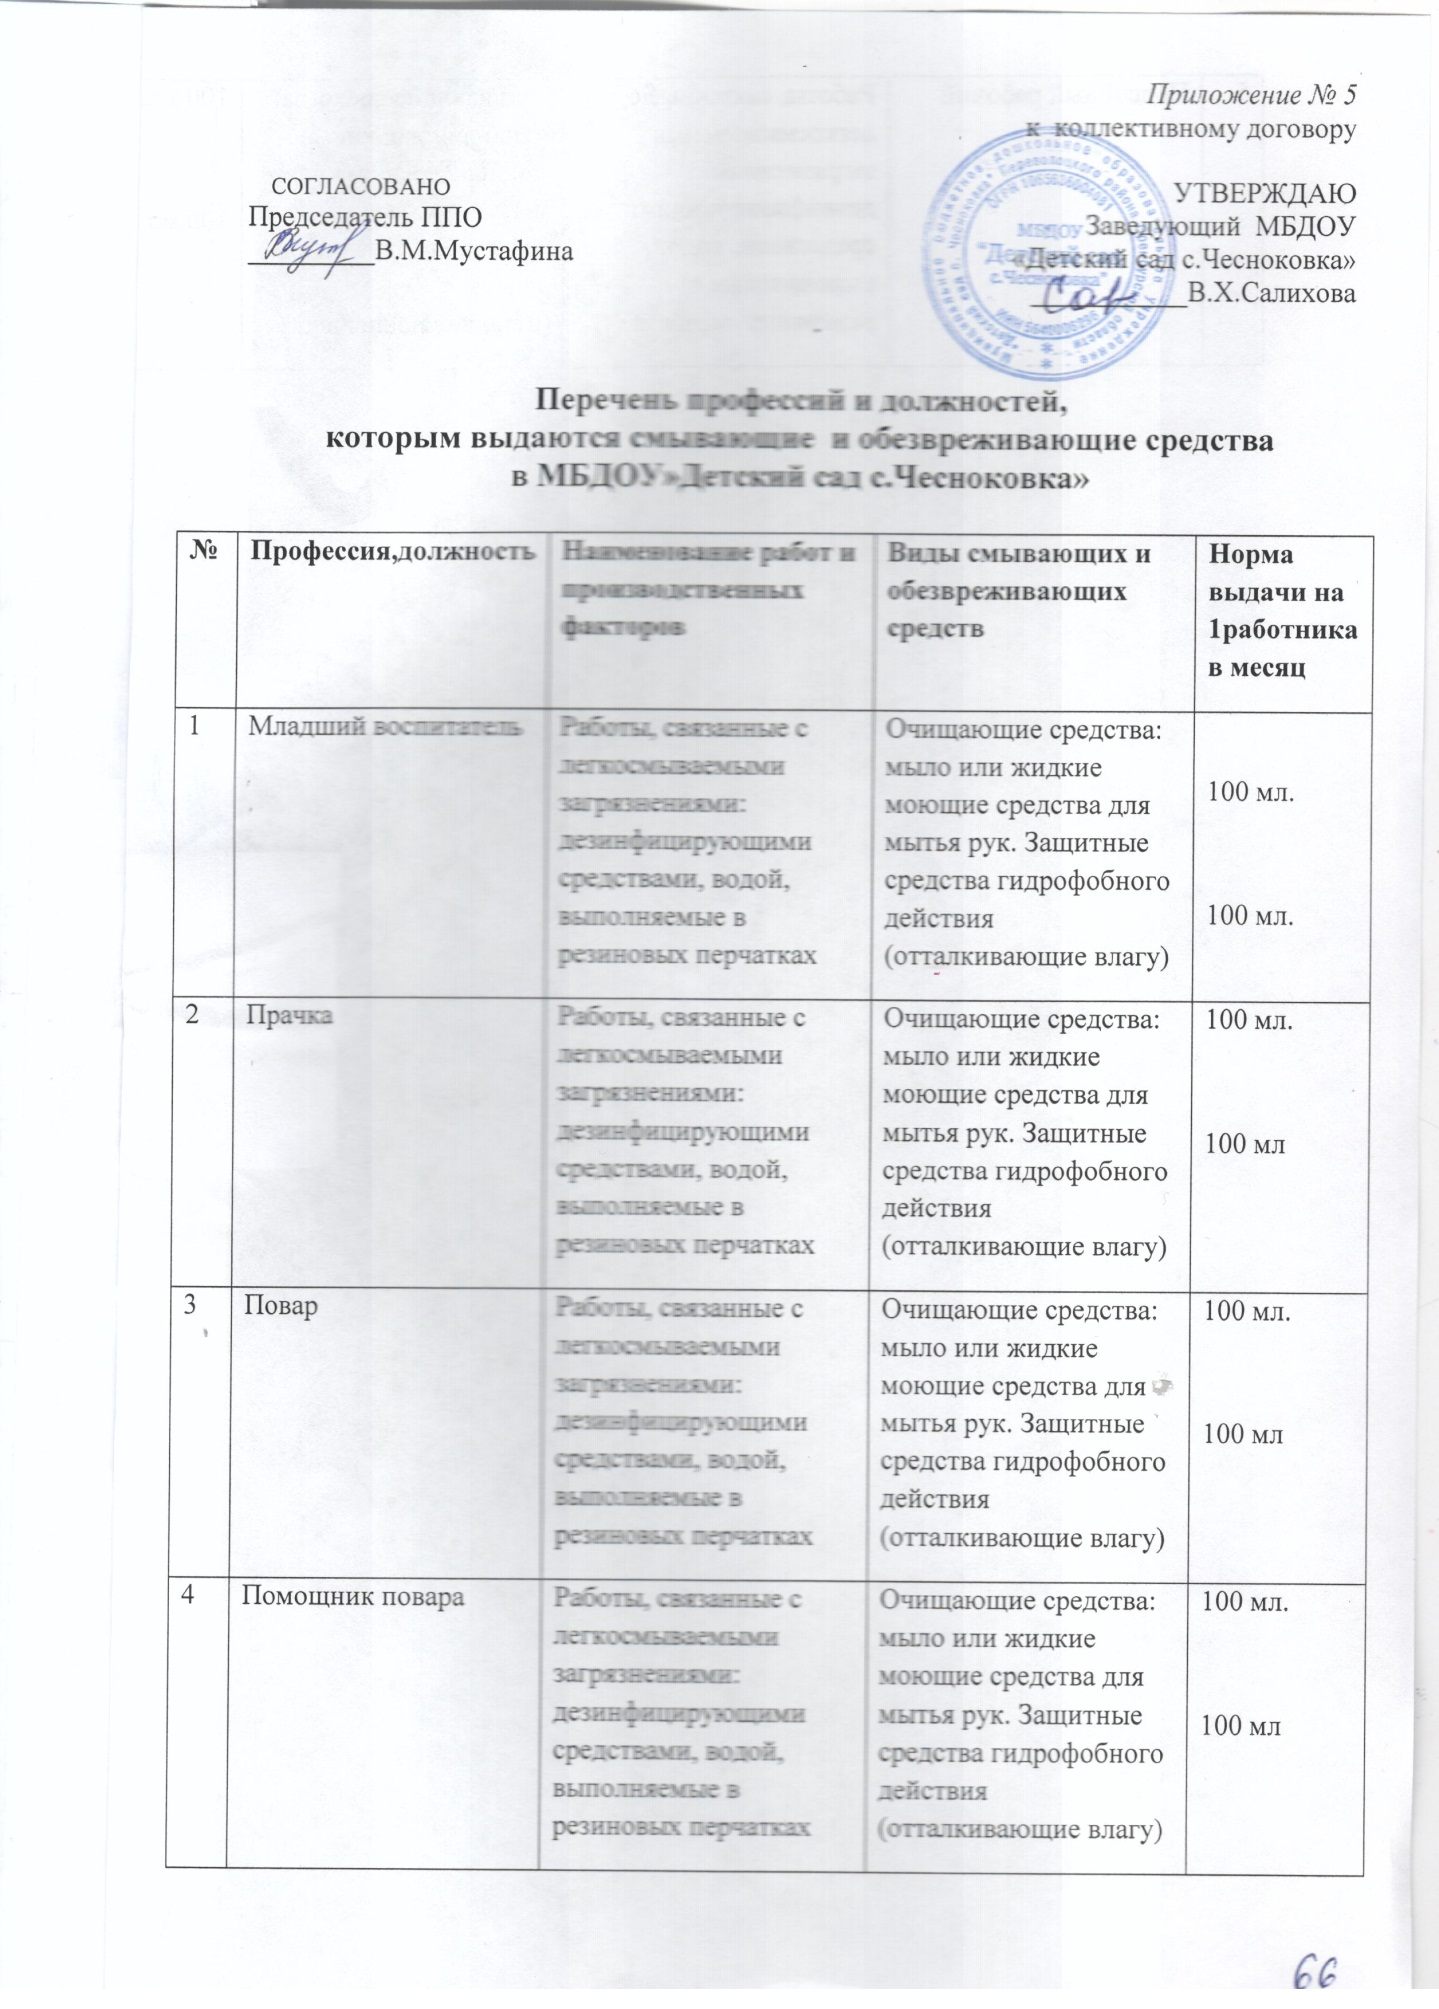 Приложение № 5
к коллективному договору
СОГЛАСОВАНО
Председатель ППО
__________В.М.Мустафина
УТВЕРЖДАЮ
Заведующий МБДОУ
«Детский сад с.Чесноковка»
____________В.Х.Салихова
МБДОУ
"Детский сад
с.Чесноковка"
Перечень профессий и должностей,
которым выдаются смывающие и обезвреживающие средства
в МБДОУ»Детский сад с.Чесноковка»
№
Профессия,должность
Наименование работ и
производственных
факторов
Виды смывающих и
обезвреживающих
средств
Норма
выдачи на
1работника
в месяц
1
Младший воспитатель
Работы, связанные с
легкосмываемыми
загрязнениями:
дезинфицирующими
средствами, водой,
выполняемые в
резиновых перчатках
Очищающие средства:
мыло или жидкие
моющие средства для
мытья рук. Защитные
средства гидрофобного
действия
(отталкивающие влагу)
100 мл.
100 мл.
2
Прачка
Работы, связанные с
легкосмываемыми
загрязнениями:
дезинфицирующими
средствами, водой,
выполняемые в
резиновых перчатках
Очищающие средства:
мыло или жидкие
моющие средства для
мытья рук. Защитные
средства гидрофобного
действия
(отталкивающие влагу)
100 мл.
100 мл
3
Повар
Работы, связанные с
легкосмываемыми
загрязнениями:
дезинфицирующими
средствами, водой,
выполняемые в
резиновых перчатках
Очищающие средства:
мыло или жидкие
моющие средства для
мытья рук. Защитные
средства гидрофобного
действия
(отталкивающие влагу)
100 мл.
100 мл
4
Помощник повара
Работы, связанные с
легкосмываемыми
загрязнениями:
дезинфицирующими
средствами, водой,
выполняемые в
резиновых перчатках
Очищающие средства:
мыло или жидкие
моющие средства для
мытья рук. Защитные
средства гидрофобного
действия
(отталкивающие влагу)
100 мл.
100 мл
66